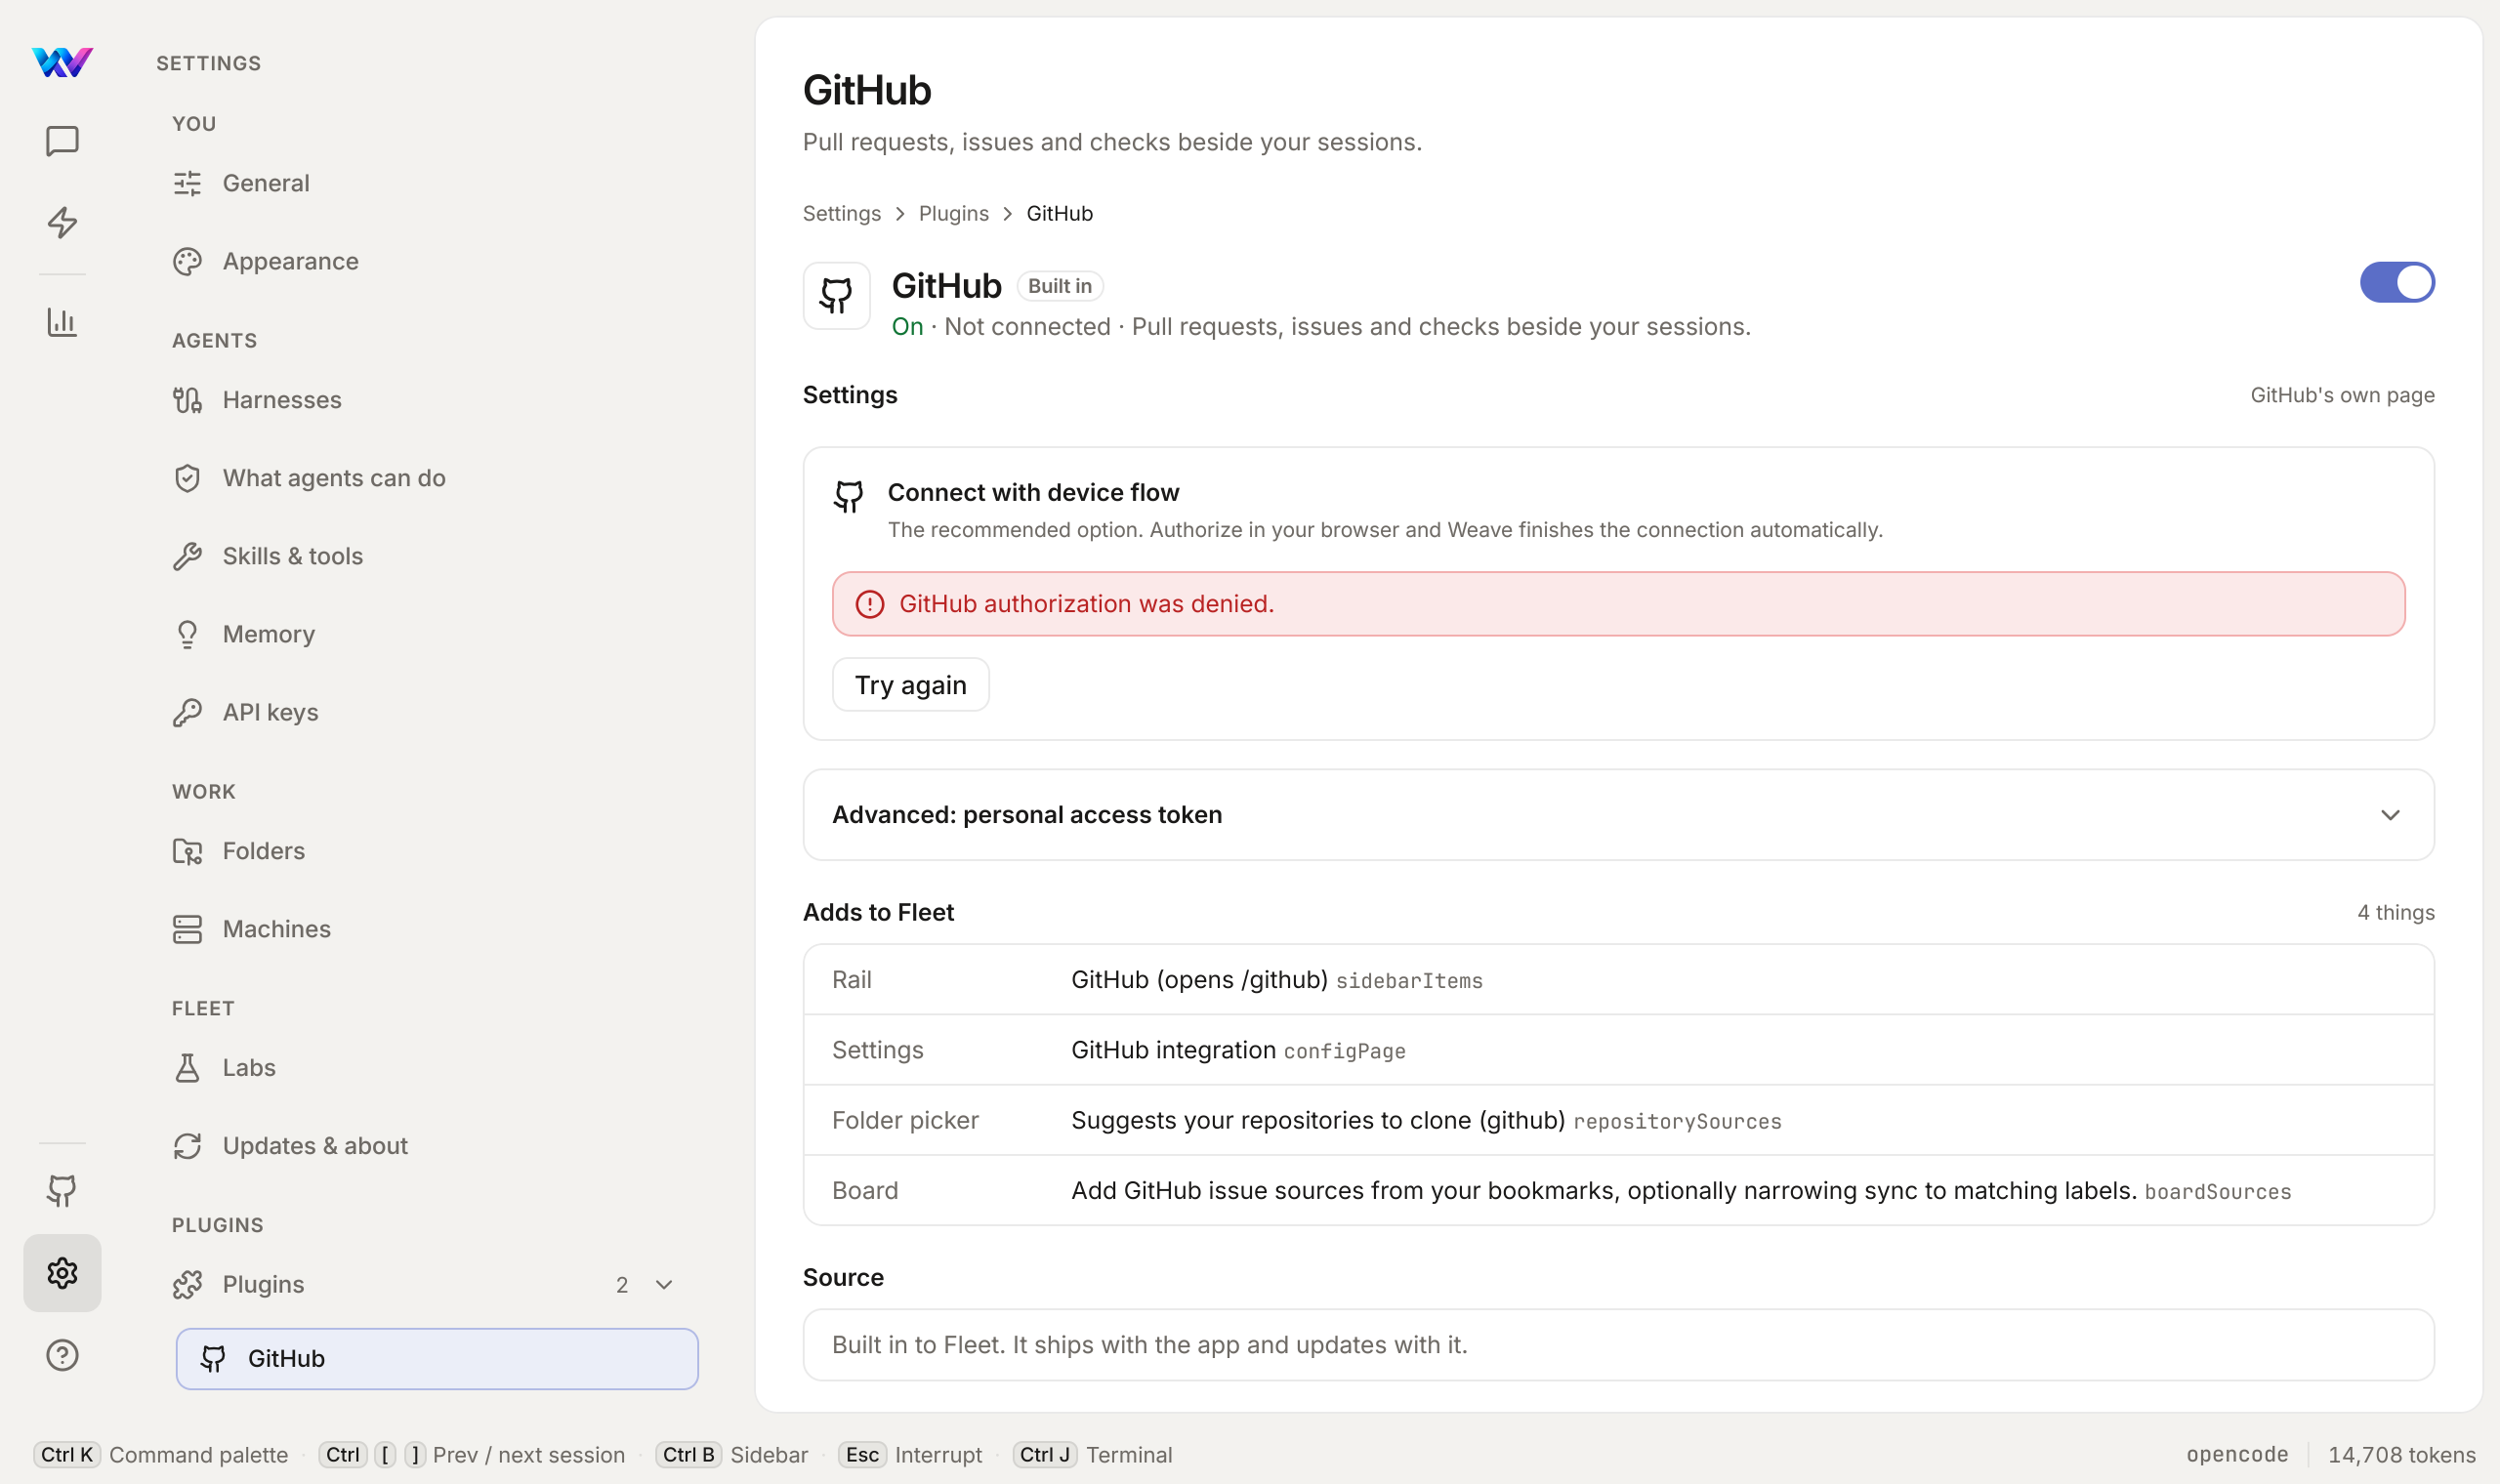 SETTINGS
YOU
General
Appearance
AGENTS
Harnesses
What agents can do
Skills & tools
Memory
API keys
WORK
Folders
Machines
FLEET
Labs
Updates & about
PLUGINS
Plugins 2
GitHub
GitHub
Pull requests, issues and checks beside your sessions.
Settings > Plugins > GitHub
GitHub Built in
On · Not connected · Pull requests, issues and checks beside your sessions.
Settings GitHub's own page
Connect with device flow
The recommended option. Authorize in your browser and Weave finishes the connection automatically.
GitHub authorization was denied.
Try again
Advanced: personal access token
Adds to Fleet 4 things
Rail GitHub (opens /github) sidebarItems
Settings GitHub integration configPage
Folder picker Suggests your repositories to clone (github) repositorySources
Board Add GitHub issue sources from your bookmarks, optionally narrowing sync to matching labels. boardSources
Source
Built in to Fleet. It ships with the app and updates with it.
Ctrl K Command palette · Ctrl [ ] Prev / next session · Ctrl B Sidebar · Esc Interrupt · Ctrl J Terminal
opencode 14,708 tokens